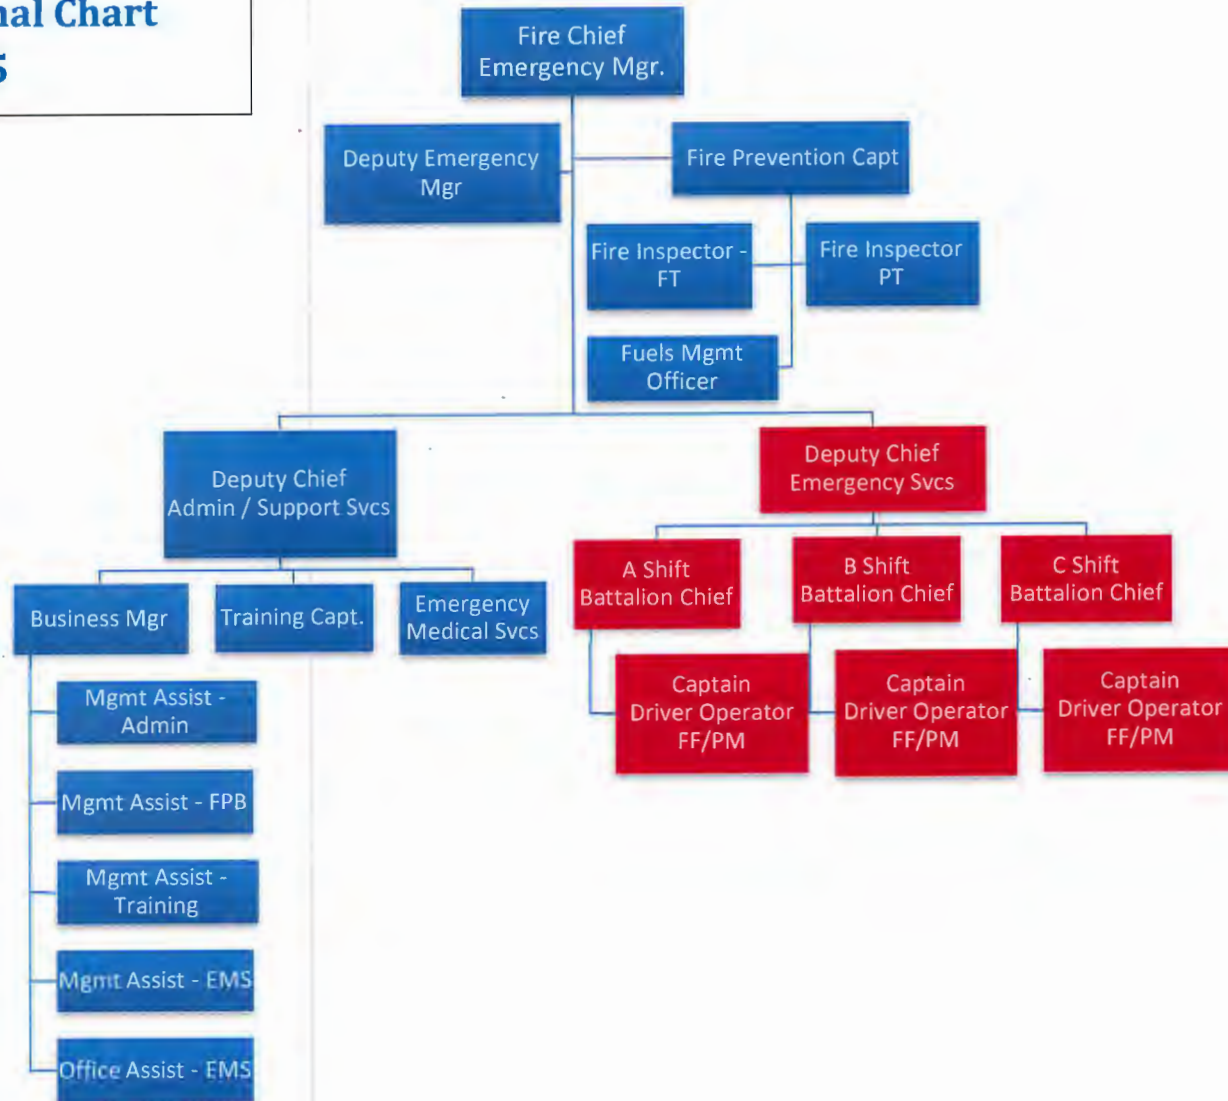 Chart
Fire Chief
Emergency Mgr.
Deputy Emergency
Mgr
Fire Prevention Capt
Fire Inspector -
FT
Fire Inspector
PT
Fuels Mgmt
Officer
Deputy Chief
Admin / Support Svcs
Deputy Chief
Emergency Svcs
Business Mgr
Training Capt.
Emergency
Medical Svcs
A Shift
Battalion Chief
B Shift
Battalion Chief
C Shift
Battalion Chief
Captain
Driver Operator
FF/PM
Captain
Driver Operator
FF/PM
Captain
Driver Operator
FF/PM
Mgmt Assist -
Admin
Mgmt Assist - FPB
Mgmt Assist -
Training
Mgmt Assist - EMS
Office Assist - EMS